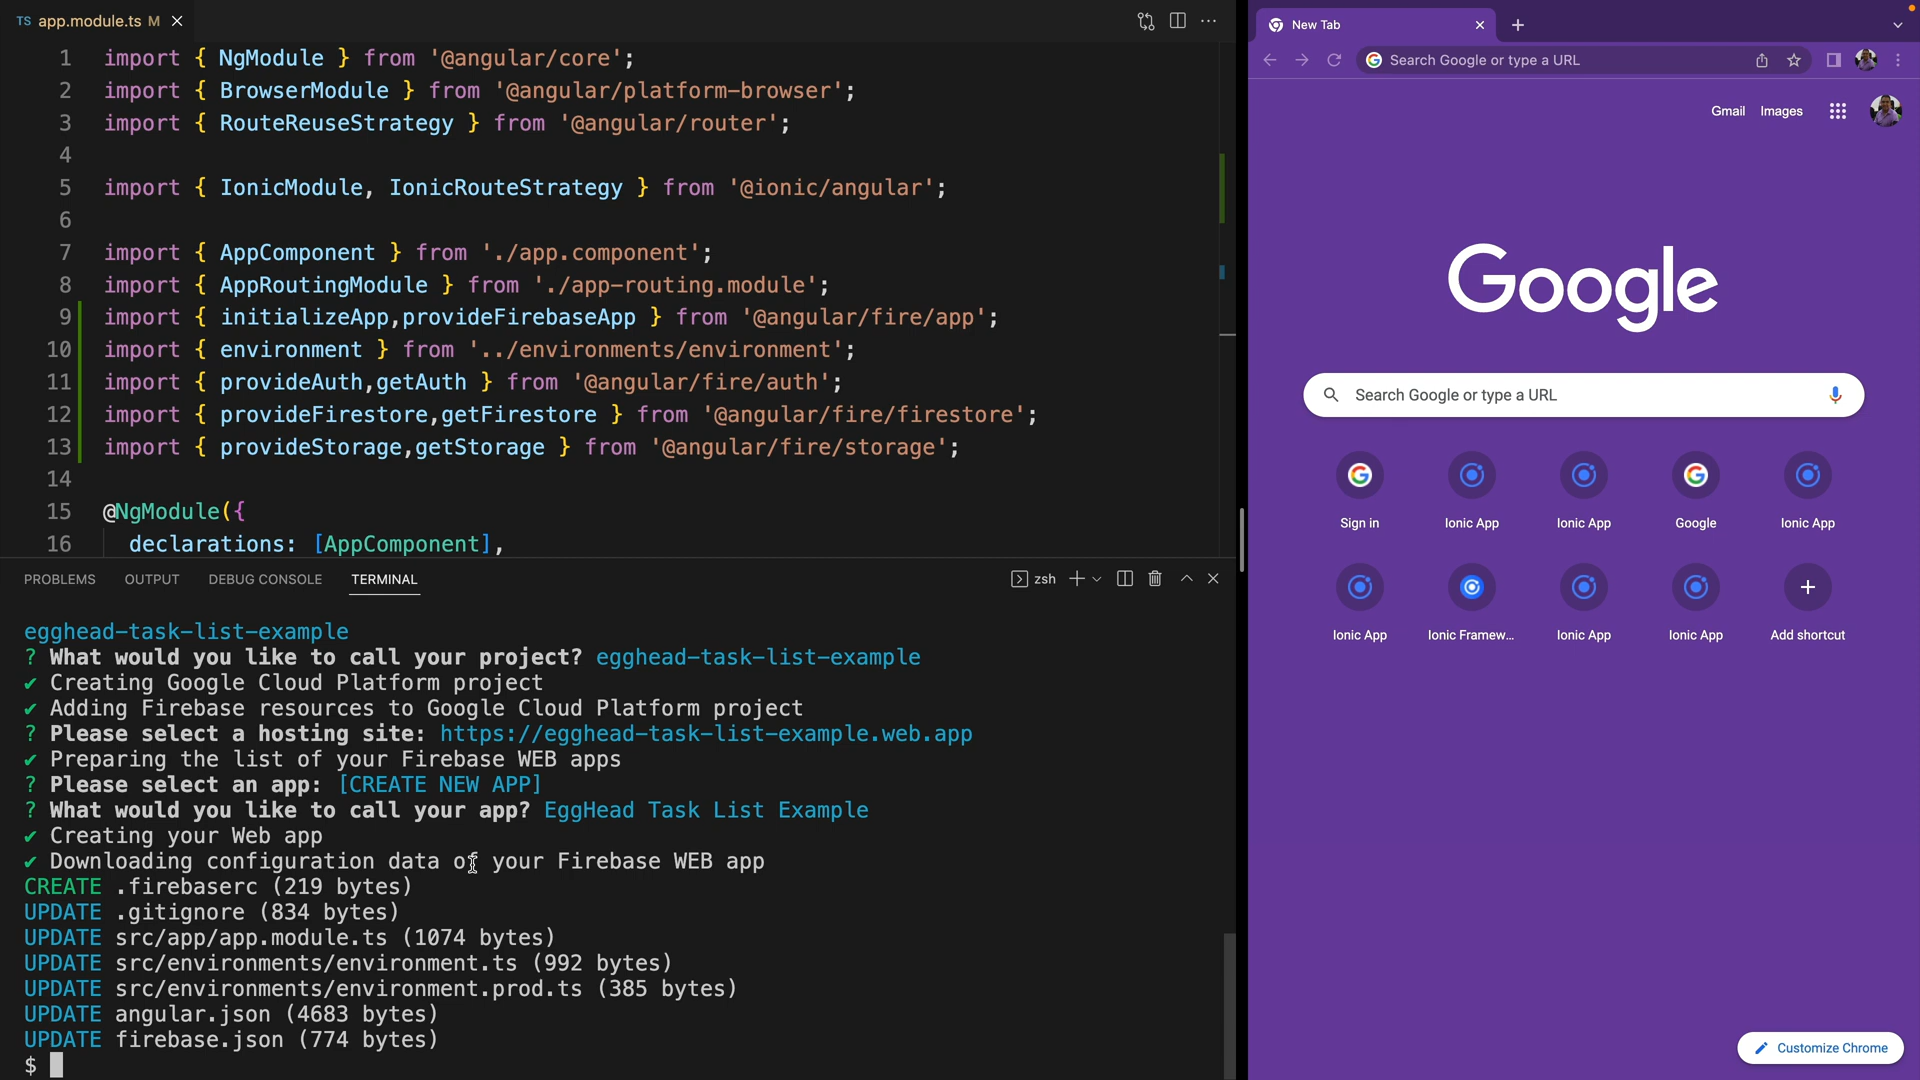 TS app.module.ts M
1 import { NgModule } from '@angular/core';
2 import { BrowserModule } from '@angular/platform-browser';
3 import { RouteReuseStrategy } from '@angular/router';
4
5 import { IonicModule, IonicRouteStrategy } from '@ionic/angular';
6
7 import { AppComponent } from './app.component';
8 import { AppRoutingModule } from './app-routing.module';
9 import { initializeApp,provideFirebaseApp } from '@angular/fire/app';
10 import { environment } from '../environments/environment';
11 import { provideAuth,getAuth } from '@angular/fire/auth';
12 import { provideFirestore,getFirestore } from '@angular/fire/firestore';
13 import { provideStorage,getStorage } from '@angular/fire/storage';
14
15 @NgModule({
16 declarations: [AppComponent],
PROBLEMS OUTPUT DEBUG CONSOLE TERMINAL zsh
egghead-task-list-example
? What would you like to call your project? egghead-task-list-example
✔ Creating Google Cloud Platform project
✔ Adding Firebase resources to Google Cloud Platform project
? Please select a hosting site: https://egghead-task-list-example.web.app
✔ Preparing the list of your Firebase WEB apps
? Please select an app: [CREATE NEW APP]
? What would you like to call your app? EggHead Task List Example
✔ Creating your Web app
✔ Downloading configuration data of your Firebase WEB app
CREATE .firebaserc (219 bytes)
UPDATE .gitignore (834 bytes)
UPDATE src/app/app.module.ts (1074 bytes)
UPDATE src/environments/environment.ts (992 bytes)
UPDATE src/environments/environment.prod.ts (385 bytes)
UPDATE angular.json (4683 bytes)
UPDATE firebase.json (774 bytes)
$
New Tab
Search Google or type a URL
Gmail Images
Google
Search Google or type a URL
Sign in Ionic App Ionic App Google Ionic App
Ionic App Ionic Framew... Ionic App Ionic App Add shortcut
Customize Chrome